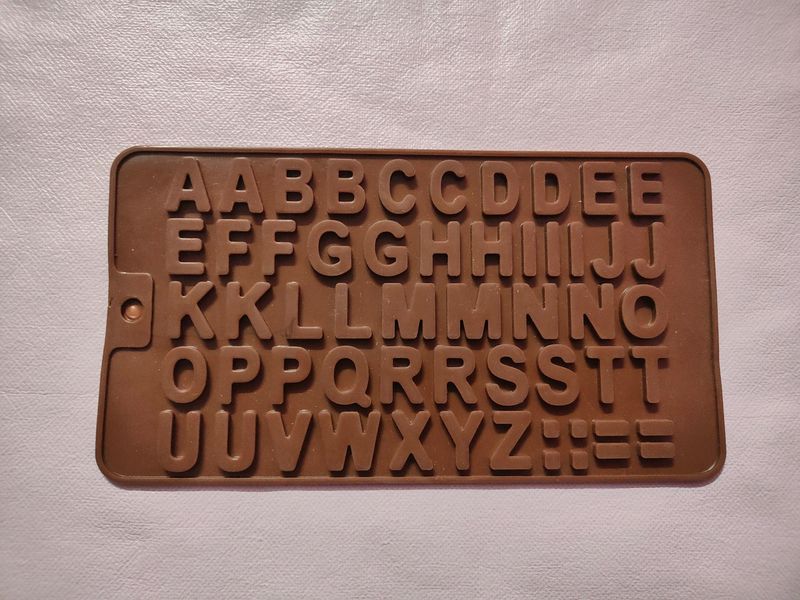 AABBCCDDEE
EFFGGHHIIIJJ
KKLLMMNNO
OPPQRRSSTT
UUVWXYZ::==